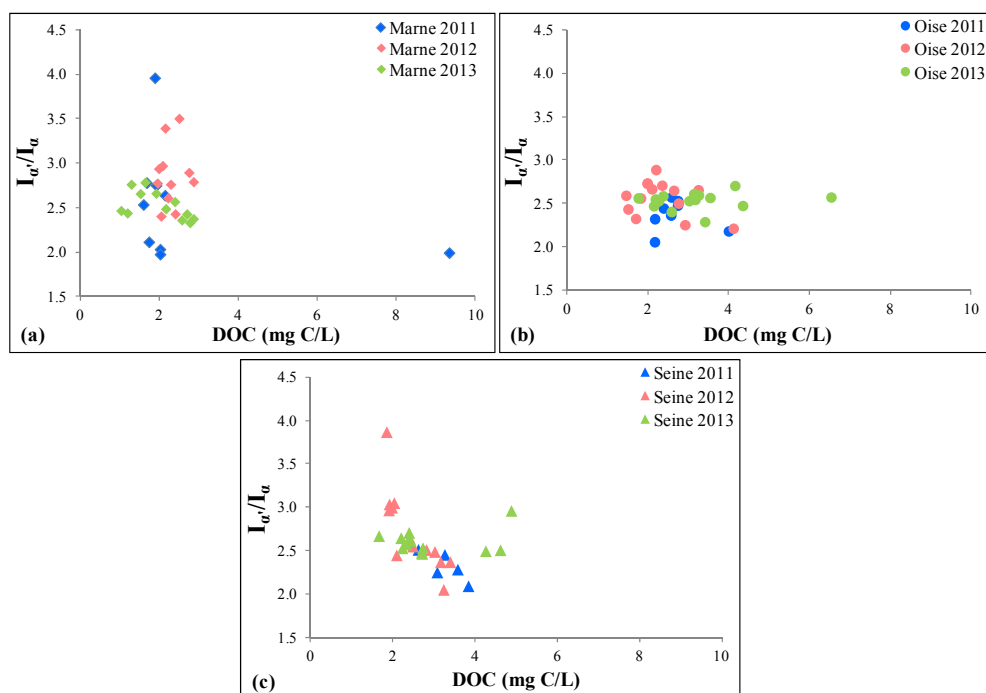 4.5
4.0
3.5
3.0
2.5
2.0
1.5
0 2 4 6 8 10
Iα'/Iα
DOC (mg C/L)
(a)
Marne 2011
Marne 2012
Marne 2013
4.5
4.0
3.5
3.0
2.5
2.0
1.5
0 2 4 6 8 10
Iα'/Iα
DOC (mg C/L)
(b)
Oise 2011
Oise 2012
Oise 2013
4.5
4.0
3.5
3.0
2.5
2.0
1.5
0 2 4 6 8 10
Iα'/Iα
DOC (mg C/L)
(c)
Seine 2011
Seine 2012
Seine 2013